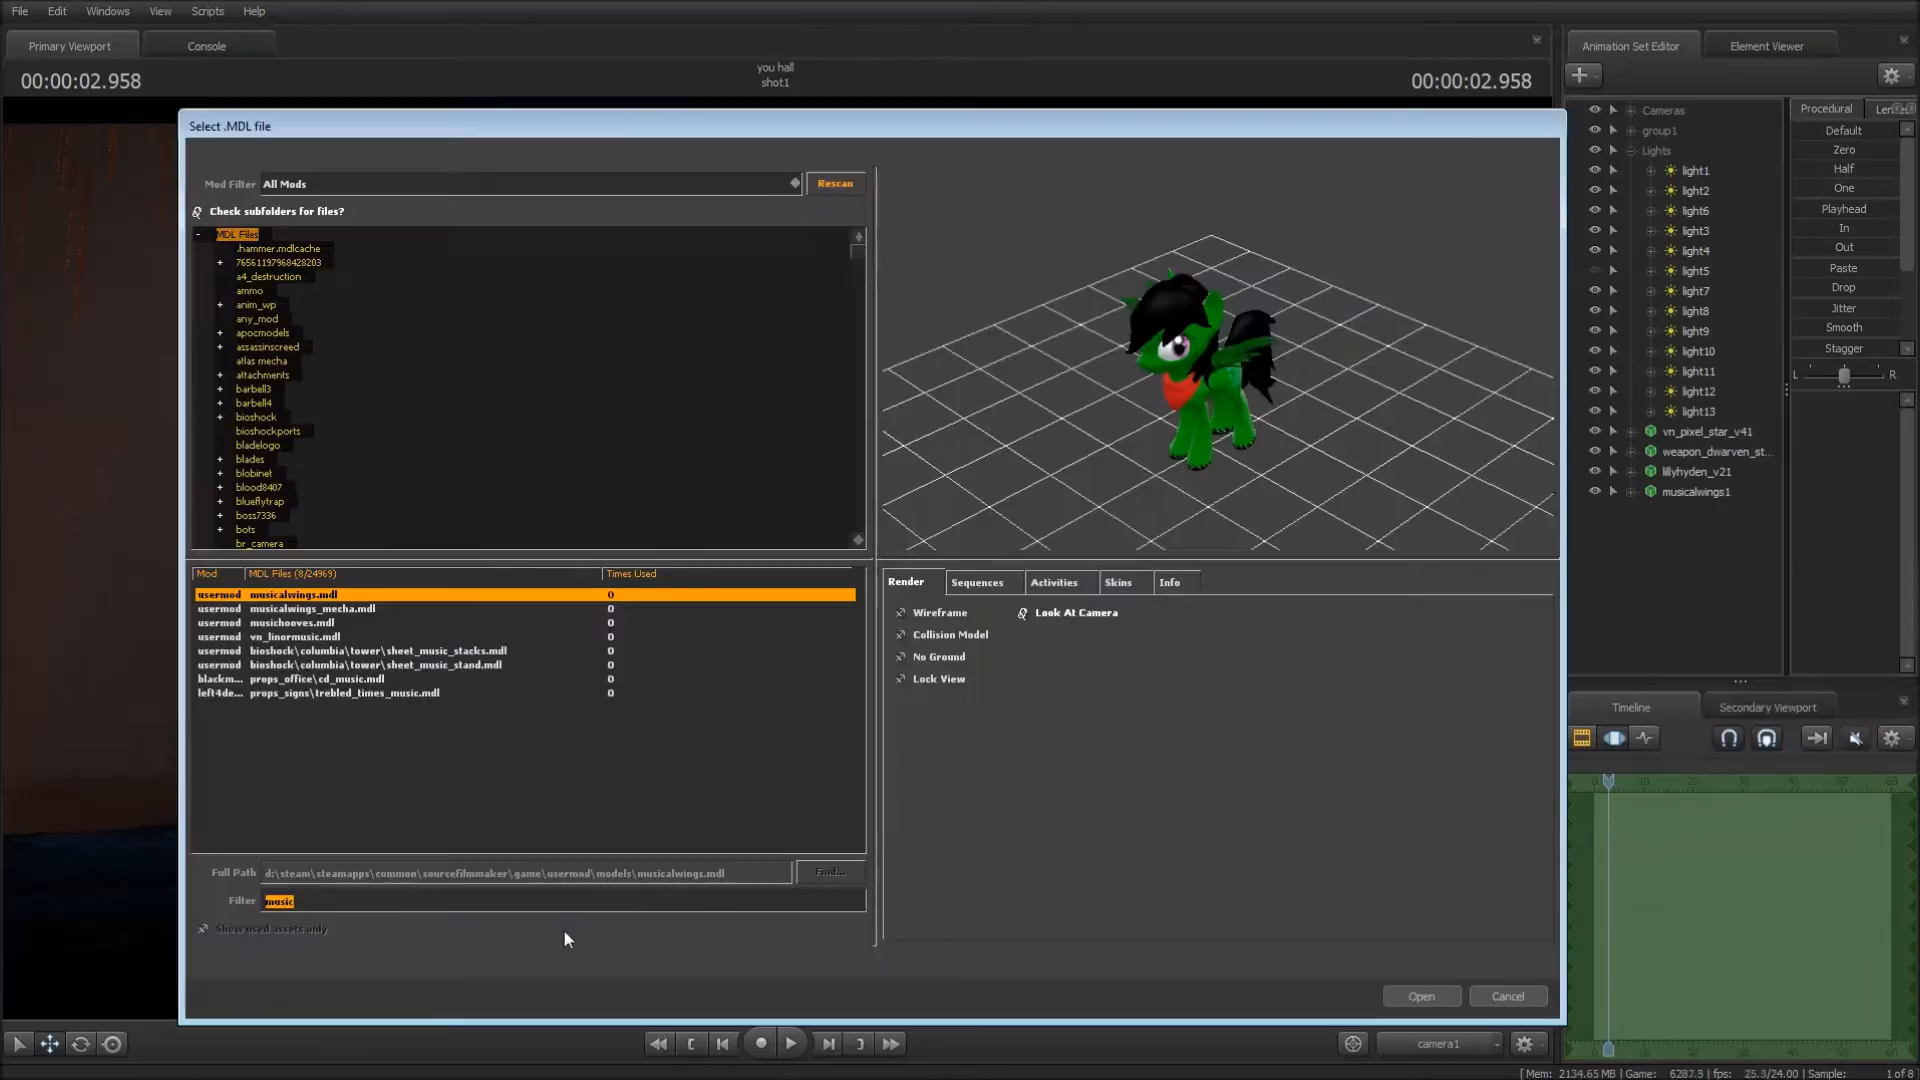 File Edit Windows View Scripts Help
Primary Viewport Console
Animation Set Editor Element Viewer
00:00:02.958
you hall
shot1
00:00:02.958
Select .MDL file
Mod Filter All Mods Rescan
Check subfolders for files?
- MDL Files
.hammer.mdlcache
+ 76561197968428203
a4_destruction
ammo
+ anim_wp
any_mod
+ apocmodels
+ assassinscreed
atlas mecha
+ attachments
+ barbell3
+ barbell4
+ bioshock
bioshockports
bladelogo
+ blades
+ blobinet
+ blood8407
+ blueflytrap
+ boss7336
+ bots
br_camera
Mod MDL Files (8/24969) Times Used
usermod musicalwings.mdl 0
usermod musicalwings_mecha.mdl 0
usermod musichooves.mdl 0
usermod vn_linormusic.mdl 0
usermod bioshock\columbia\tower\sheet_music_stacks.mdl 0
usermod bioshock\columbia\tower\sheet_music_stand.mdl 0
blackm... props_office\cd_music.mdl 0
left4de... props_signs\trebled_times_music.mdl 0
Full Path d:\steam\steamapps\common\sourcefilmmaker\game\usermod\models\musicalwings.mdl Find...
Filter music
Show used assets only
Render Sequences Activities Skins Info
Wireframe Look At Camera
Collision Model
No Ground
Lock View
Open Cancel
Cameras
group1
Lights
light1
light2
light6
light3
light4
light5
light7
light8
light9
light10
light11
light12
light13
vn_pixel_star_v41
weapon_dwarven_st...
lillyhyden_v21
musicalwings1
Procedural
Default
Zero
Half
One
Playhead
In
Out
Paste
Drop
Jitter
Smooth
Stagger
L R
Timeline Secondary Viewport
0 10 20 30 40 50 60
camera1
[ Mem: 2134.65 MB | Game: 6287.3 | fps: 25.3/24.00 | Sample: 1 of 8 ]